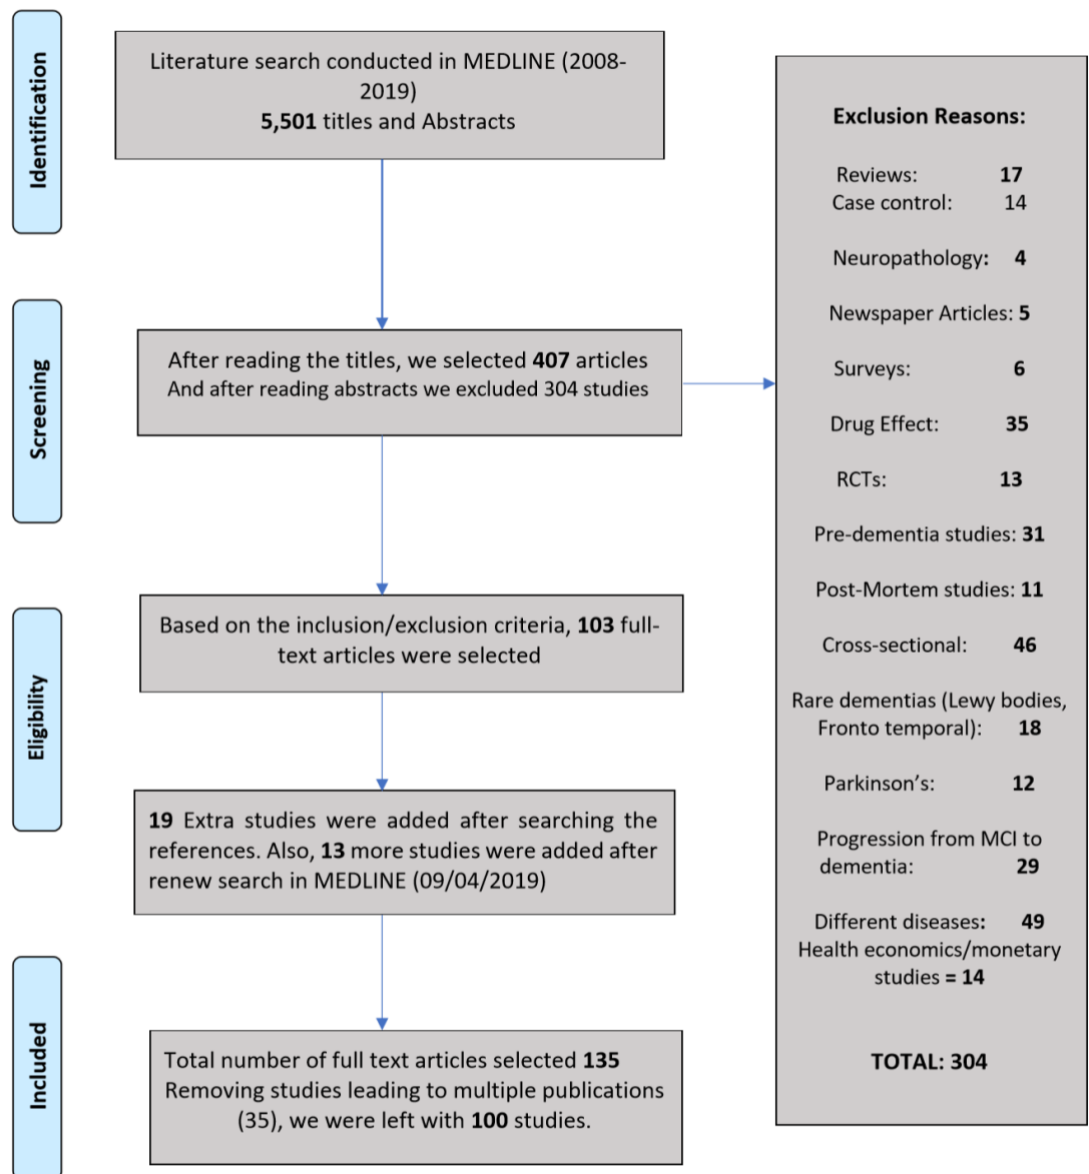 Identification
Literature search conducted in MEDLINE (2008-
2019)
5,501 titles and Abstracts
Screening
After reading the titles, we selected 407 articles
And after reading abstracts we excluded 304 studies
Exclusion Reasons:
Reviews: 17
Case control: 14
Neuropathology: 4
Newspaper Articles: 5
Surveys: 6
Drug Effect: 35
RCTs: 13
Pre-dementia studies: 31
Post-Mortem studies: 11
Cross-sectional: 46
Rare dementias (Lewy bodies,
Fronto temporal): 18
Parkinson's: 12
Progression from MCI to
dementia: 29
Different diseases: 49
Health economics/monetary
studies = 14
TOTAL: 304
Eligibility
Based on the inclusion/exclusion criteria, 103 full-
text articles were selected
19 Extra studies were added after searching the
references. Also, 13 more studies were added after
renew search in MEDLINE (09/04/2019)
Included
Total number of full text articles selected 135
Removing studies leading to multiple publications
(35), we were left with 100 studies.